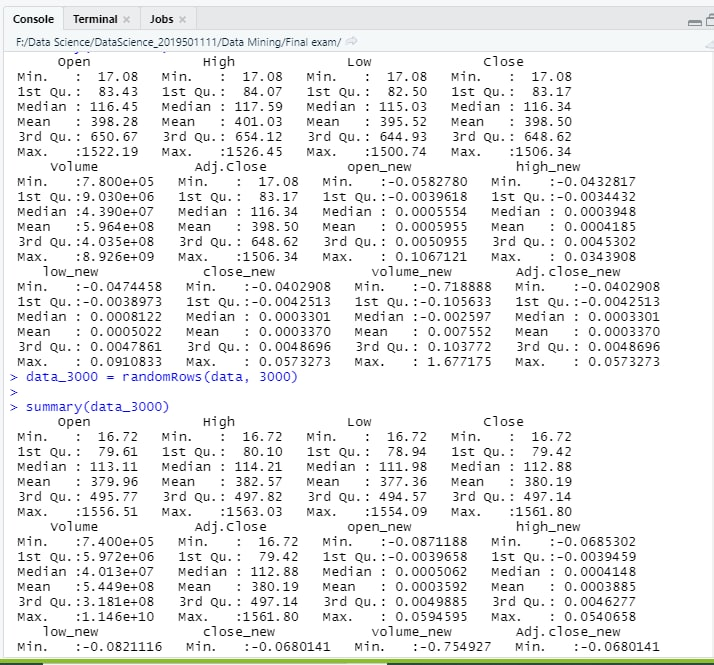 Console Terminal × Jobs ×
F:/Data Science/DataScience_2019501111/Data Mining/Final exam/
Open High Low Close
Min. : 17.08 Min. : 17.08 Min. : 17.08 Min. : 17.08
1st Qu.: 83.43 1st Qu.: 84.07 1st Qu.: 82.50 1st Qu.: 83.17
Median : 116.45 Median : 117.59 Median : 115.03 Median : 116.34
Mean : 398.28 Mean : 401.03 Mean : 395.52 Mean : 398.50
3rd Qu.: 650.67 3rd Qu.: 654.12 3rd Qu.: 644.93 3rd Qu.: 648.62
Max. :1522.19 Max. :1526.45 Max. :1500.74 Max. :1506.34
Volume Adj.Close open_new high_new
Min. :7.800e+05 Min. : 17.08 Min. :-0.0582780 Min. :-0.0432817
1st Qu.:9.030e+06 1st Qu.: 83.17 1st Qu.:-0.0039618 1st Qu.:-0.0034432
Median :4.390e+07 Median : 116.34 Median : 0.0005554 Median : 0.0003948
Mean :5.964e+08 Mean : 398.50 Mean : 0.0005955 Mean : 0.0004185
3rd Qu.:4.035e+08 3rd Qu.: 648.62 3rd Qu.: 0.0050955 3rd Qu.: 0.0045302
Max. :8.926e+09 Max. :1506.34 Max. : 0.1067121 Max. : 0.0343908
low_new close_new volume_new Adj.close_new
Min. :-0.0474458 Min. :-0.0402908 Min. :-0.718888 Min. :-0.0402908
1st Qu.:-0.0038973 1st Qu.:-0.0042513 1st Qu.:-0.105633 1st Qu.:-0.0042513
Median : 0.0008122 Median : 0.0003301 Median :-0.002597 Median : 0.0003301
Mean : 0.0005022 Mean : 0.0003370 Mean : 0.007552 Mean : 0.0003370
3rd Qu.: 0.0047861 3rd Qu.: 0.0048696 3rd Qu.: 0.103772 3rd Qu.: 0.0048696
Max. : 0.0910833 Max. : 0.0573273 Max. : 1.677175 Max. : 0.0573273
> data_3000 = randomRows(data, 3000)
>
> summary(data_3000)
Open High Low Close
Min. : 16.72 Min. : 16.72 Min. : 16.72 Min. : 16.72
1st Qu.: 79.61 1st Qu.: 80.10 1st Qu.: 78.94 1st Qu.: 79.42
Median : 113.11 Median : 114.21 Median : 111.98 Median : 112.88
Mean : 379.96 Mean : 382.57 Mean : 377.36 Mean : 380.19
3rd Qu.: 495.77 3rd Qu.: 497.82 3rd Qu.: 494.57 3rd Qu.: 497.14
Max. :1556.51 Max. :1563.03 Max. :1554.09 Max. :1561.80
Volume Adj.Close open_new high_new
Min. :7.400e+05 Min. : 16.72 Min. :-0.0871188 Min. :-0.0685302
1st Qu.:5.972e+06 1st Qu.: 79.42 1st Qu.:-0.0039658 1st Qu.:-0.0039459
Median :4.013e+07 Median : 112.88 Median : 0.0005062 Median : 0.0004148
Mean :5.449e+08 Mean : 380.19 Mean : 0.0003592 Mean : 0.0003885
3rd Qu.:3.181e+08 3rd Qu.: 497.14 3rd Qu.: 0.0049885 3rd Qu.: 0.0046277
Max. :1.146e+10 Max. :1561.80 Max. : 0.0594595 Max. : 0.0540658
low_new close_new volume_new Adj.close_new
Min. :-0.0821116 Min. :-0.0680141 Min. :-0.754927 Min. :-0.0680141